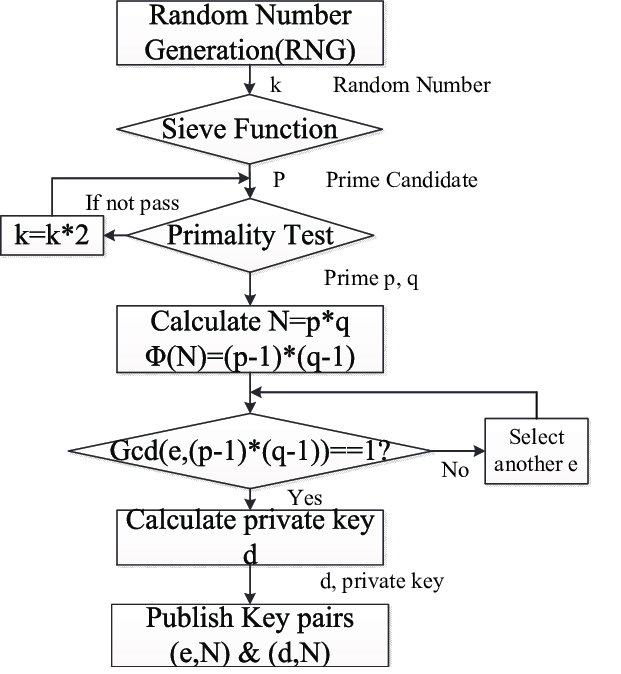 Random Number
Generation(RNG)
k Random Number
Sieve Function
P Prime Candidate
If not pass
k=k*2
Primality Test
Prime p, q
Calculate N=p*q
Φ(N)=(p-1)*(q-1)
Gcd(e,(p-1)*(q-1))==1?
No
Select
another e
Yes
Calculate private key
d
d, private key
Publish Key pairs
(e,N) & (d,N)